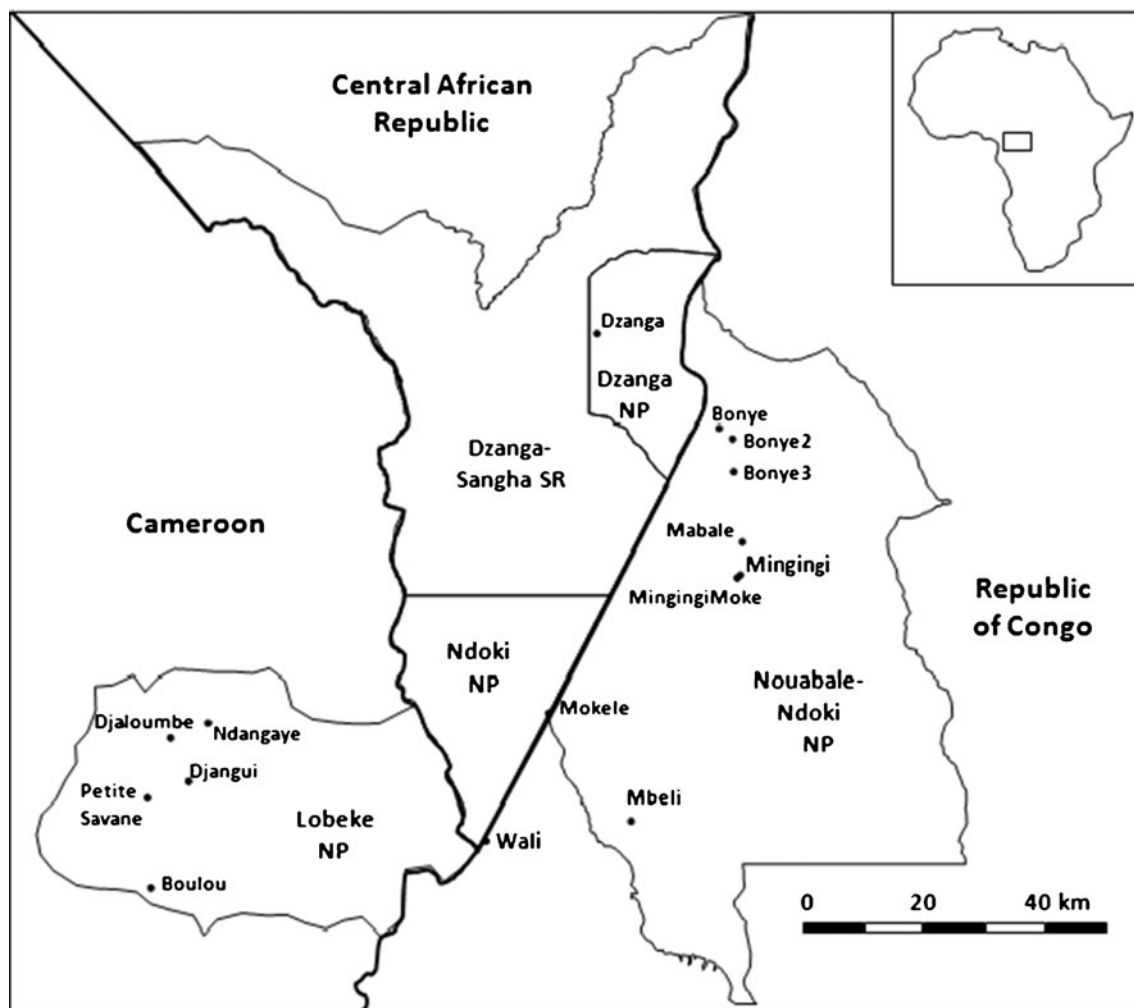 Central African
Republic
Dzanga
Dzanga
NP
Bonye
Bonye2
Bonye3
Dzanga-
Sangha SR
Cameroon
Mabale
Mingingi
MingingiMoke
Republic
of Congo
Ndoki
NP
Nouabale-
Ndoki
NP
Mokele
Djaloumbe
Ndangaye
Djangui
Petite
Savane
Lobeke
NP
Mbeli
Wali
Boulou
0 20 40 km